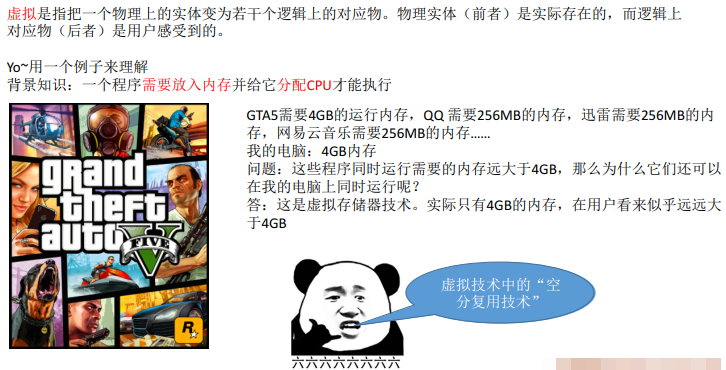 虚拟是指把一个物理上的实体变为若干个逻辑上的对应物。物理实体（前者）是实际存在的，而逻辑上
对应物（后者）是用户感受到的。
Yo~用一个例子来理解
背景知识：一个程序需要放入内存并给它分配CPU才能执行
GTA5需要4GB的运行内存，QQ 需要256MB的内存，迅雷需要256MB的内
存，网易云音乐需要256MB的内存......
我的电脑：4GB内存
问题：这些程序同时运行需要的内存远大于4GB，那么为什么它们还可以
在我的电脑上同时运行呢？
答：这是虚拟存储器技术。实际只有4GB的内存，在用户看来似乎远远大
于4GB
grand
theft
auto
V
FIVE
R
虚拟技术中的“空
分复用技术”
六六六六六六六六